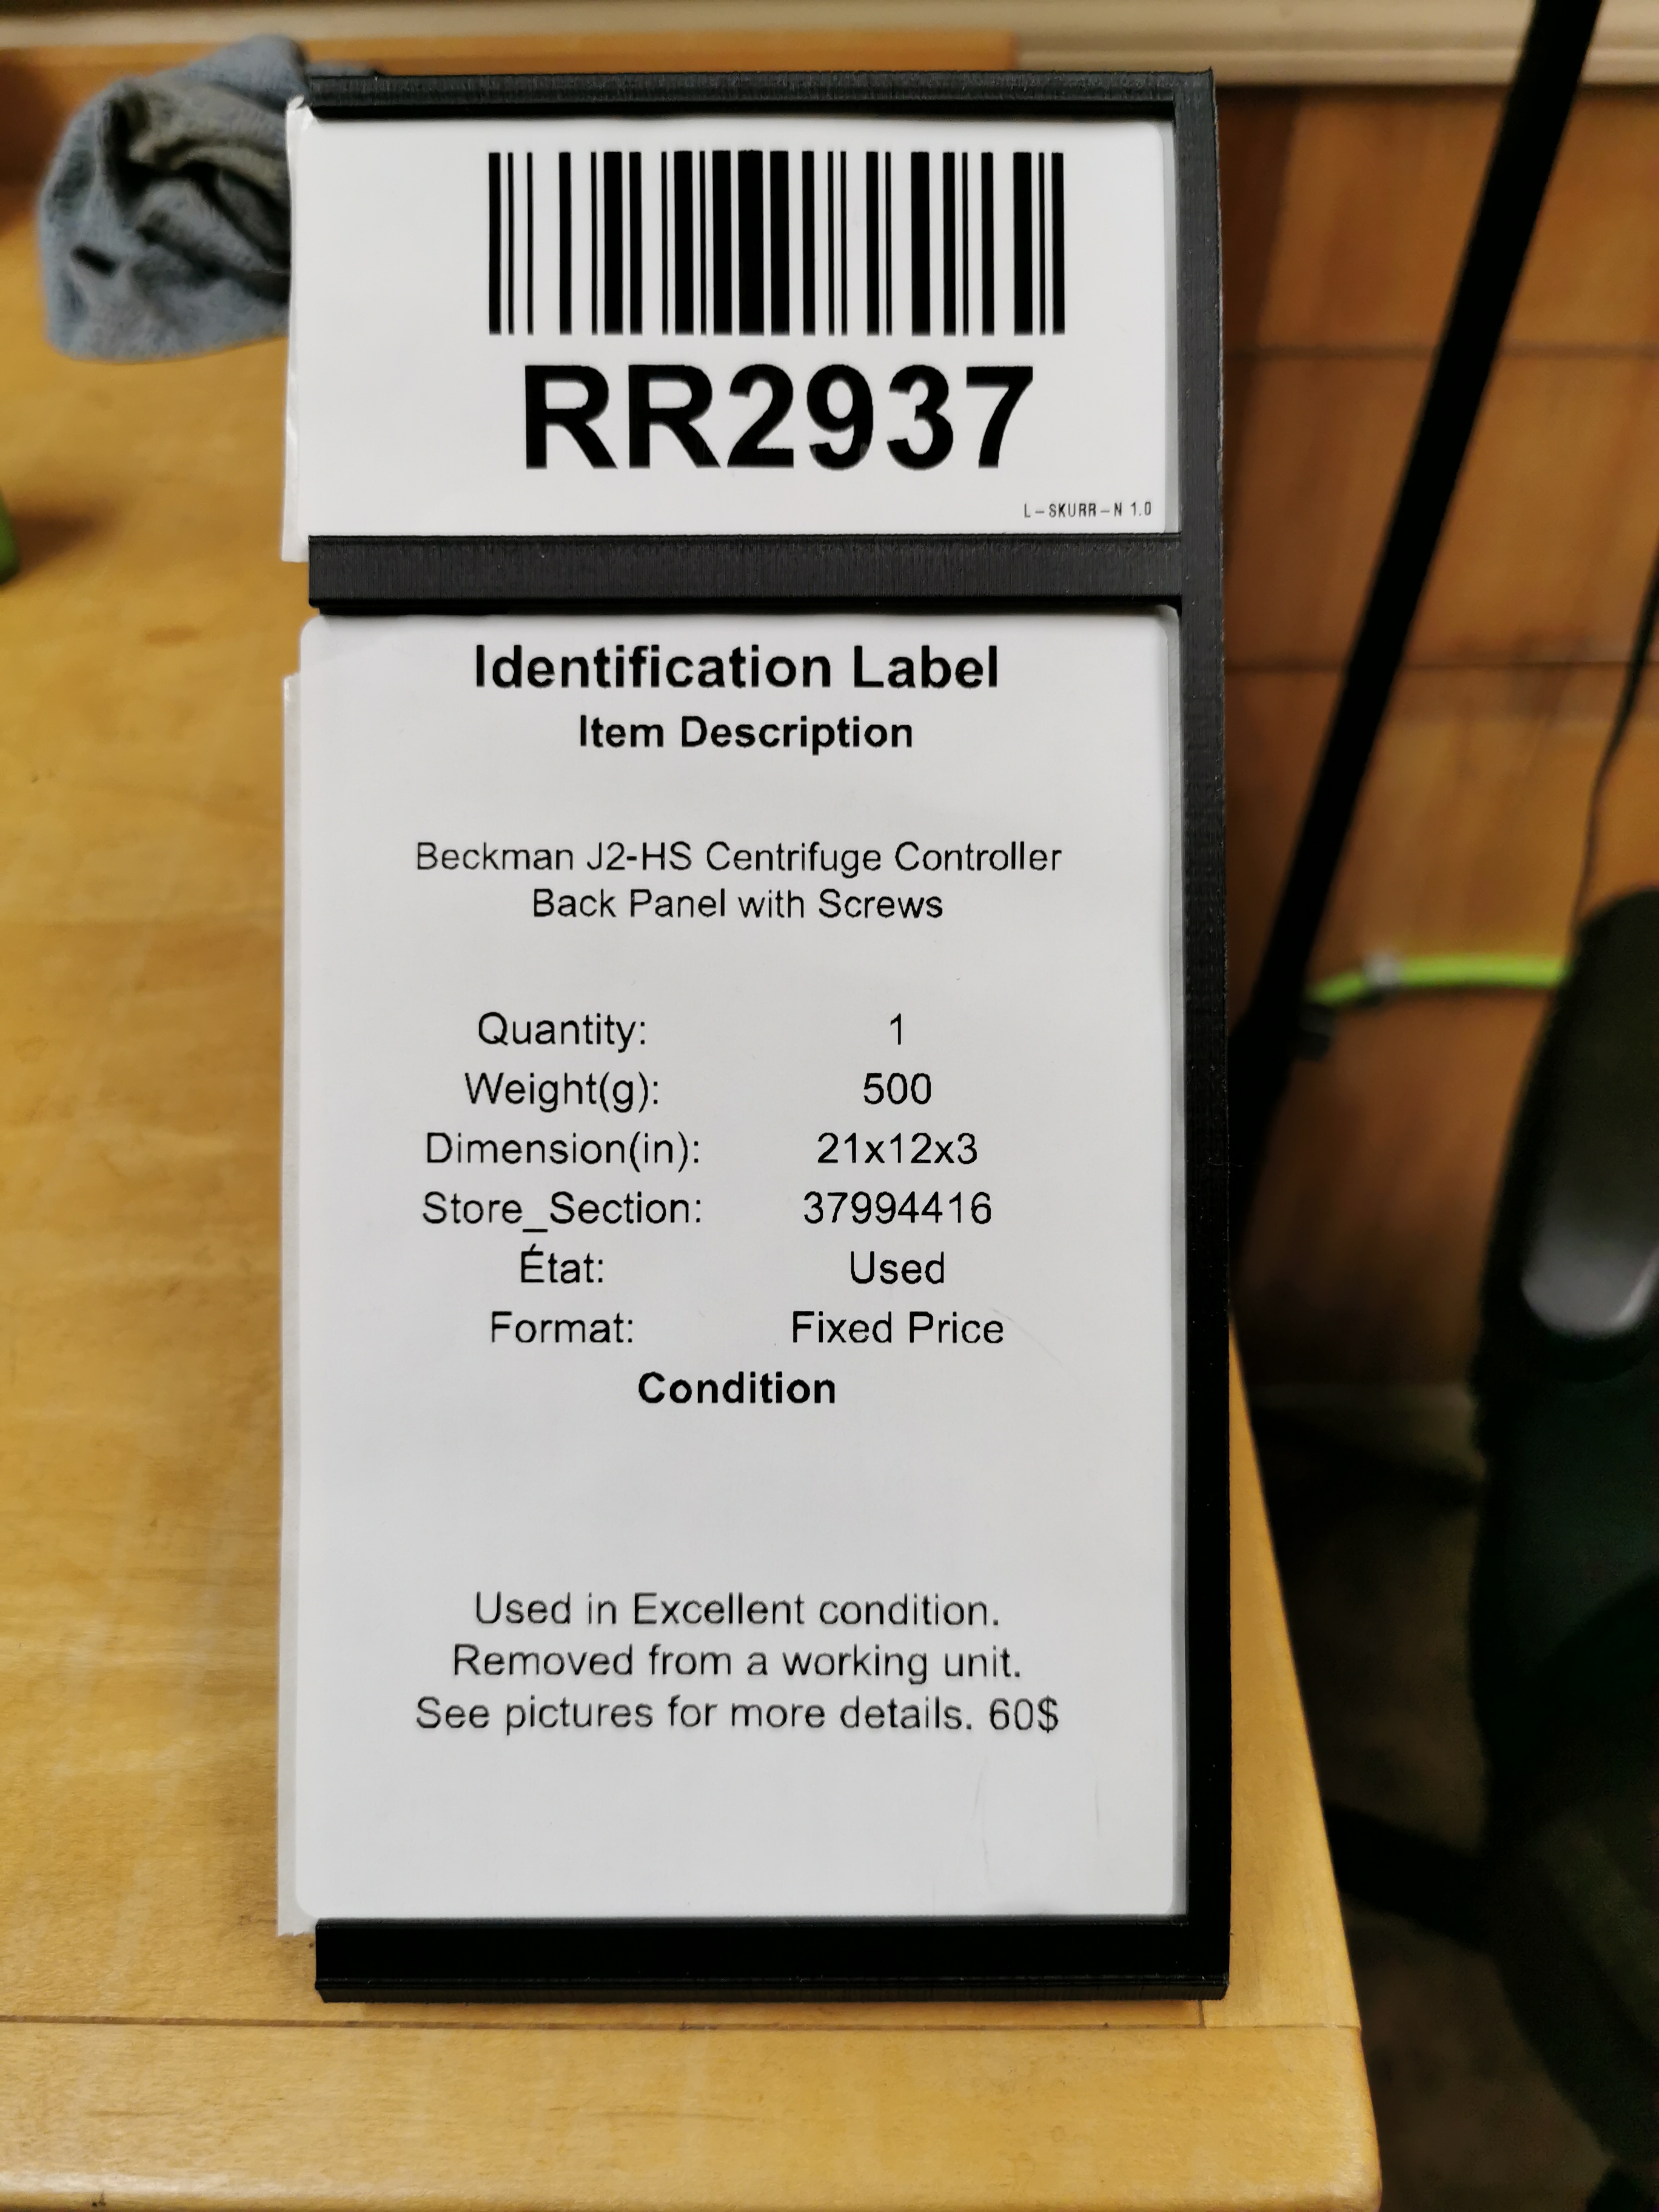 RR2937
L-SKURR-N 1.0
Identification Label
Item Description
Beckman J2-HS Centrifuge Controller
Back Panel with Screws
Quantity: 1
Weight(g): 500
Dimension(in): 21x12x3
Store_Section: 37994416
État: Used
Format: Fixed Price
Condition
Used in Excellent condition.
Removed from a working unit.
See pictures for more details. 60$